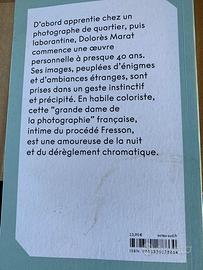 D'abord apprentie chez un
photographe de quartier, puis
laborantine, Dolorès Marat
commence une œuvre
personnelle à presque 40 ans.
Ses images, peuplées d'énigmes
et d'ambiances étranges, sont
prises dans un geste instinctif
et précipité. En habile coloriste,
cette "grande dame de
la photographie" française,
intime du procédé Fresson,
est une amoureuse de la nuit
et du dérèglement chromatique.